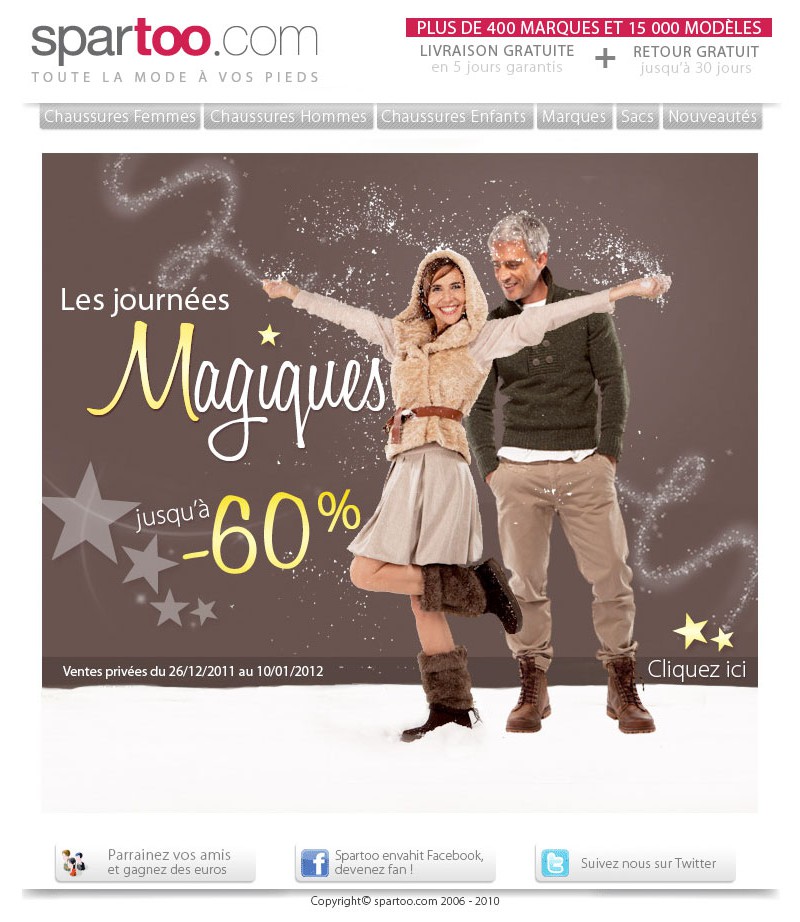 spartoo.com
TOUTE LA MODE À VOS PIEDS
PLUS DE 400 MARQUES ET 15 000 MODÈLES
LIVRAISON GRATUITE
en 5 jours garantis
+
RETOUR GRATUIT
jusqu'à 30 jours
Chaussures Femmes Chaussures Hommes Chaussures Enfants Marques Sacs Nouveautés
Les journées
Magiques
jusqu'à
-60%
Ventes privées du 26/12/2011 au 10/01/2012
Cliquez ici
Parrainez vos amis
et gagnez des euros
Spartoo envahit Facebook,
devenez fan !
Suivez nous sur Twitter
Copyright© spartoo.com 2006 - 2010